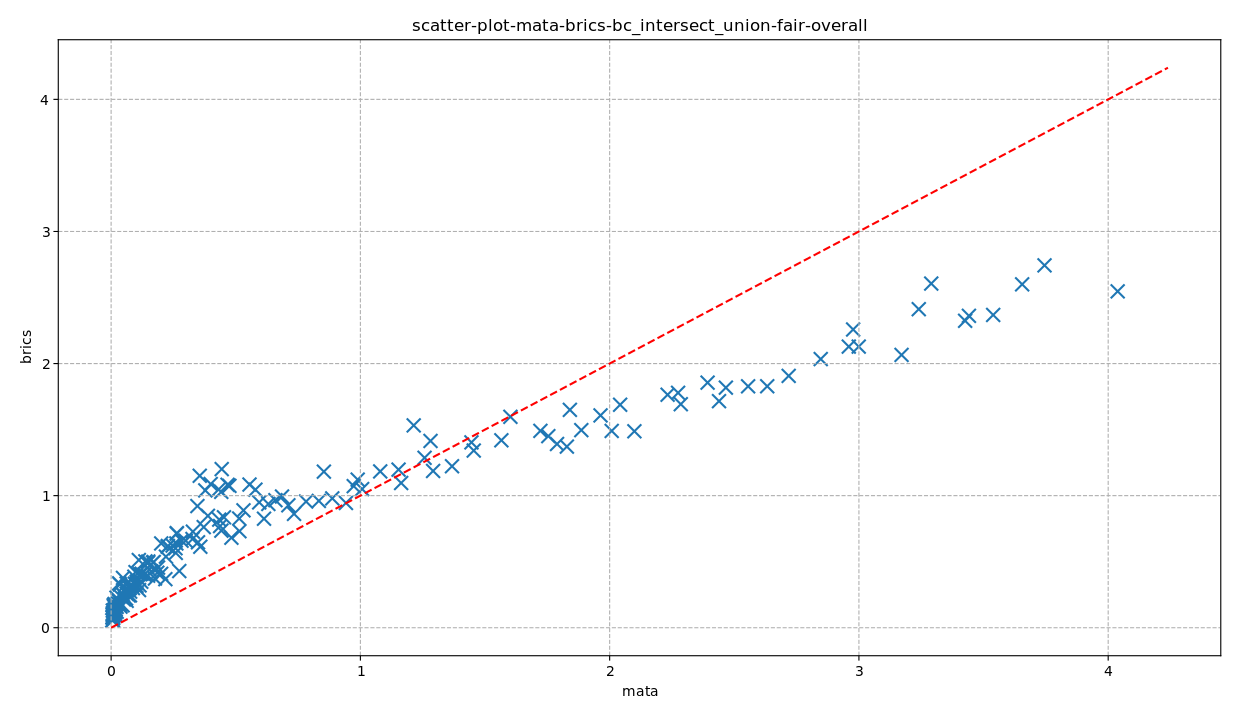 scatter-plot-mata-brics-bc_intersect_union-fair-overall
4
3
2
1
0
brics
0 1 2 3 4
mata